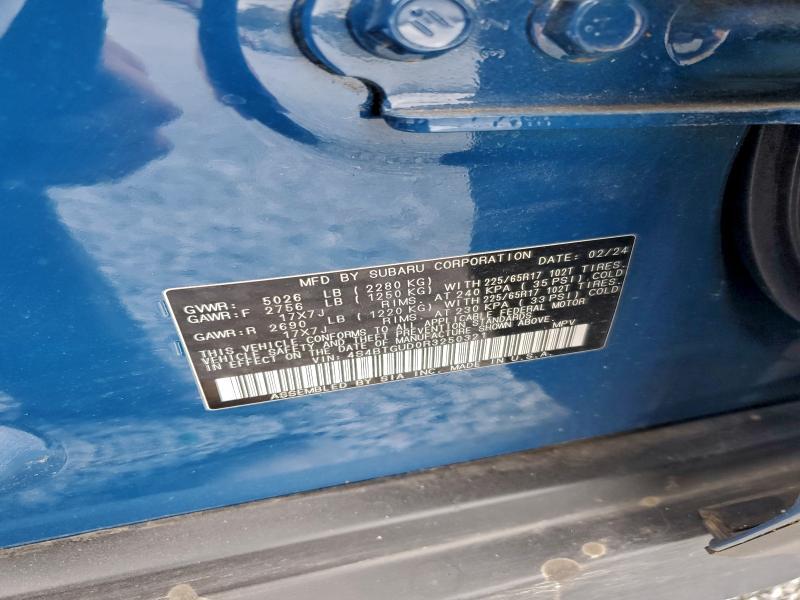 MFD BY SUBARU CORPORATION DATE: 02/24
GVWR: 5026 LB (2280 KG) WITH 225/65R17 102T TIRES,
GAWR:F 2756 LB (1250 KG) RIMS, AT 240 KPA ( 35 PSI) COLD
17X7J
GAWR:R 2690 LB (1220 KG) WITH 225/65R17 102T TIRES,
17X7J RIMS, AT 230 KPA ( 33 PSI) COLD
THIS VEHICLE CONFORMS TO ALL APPLICABLE FEDERAL MOTOR
VEHICLE SAFETY STANDARDS
IN EFFECT ON THE DATE OF MANUFACTURE SHOWN ABOVE.
VIN: 4S4BTGUD0R3250321 MPV
ASSEMBLED BY SIA INC. MADE IN U.S.A.